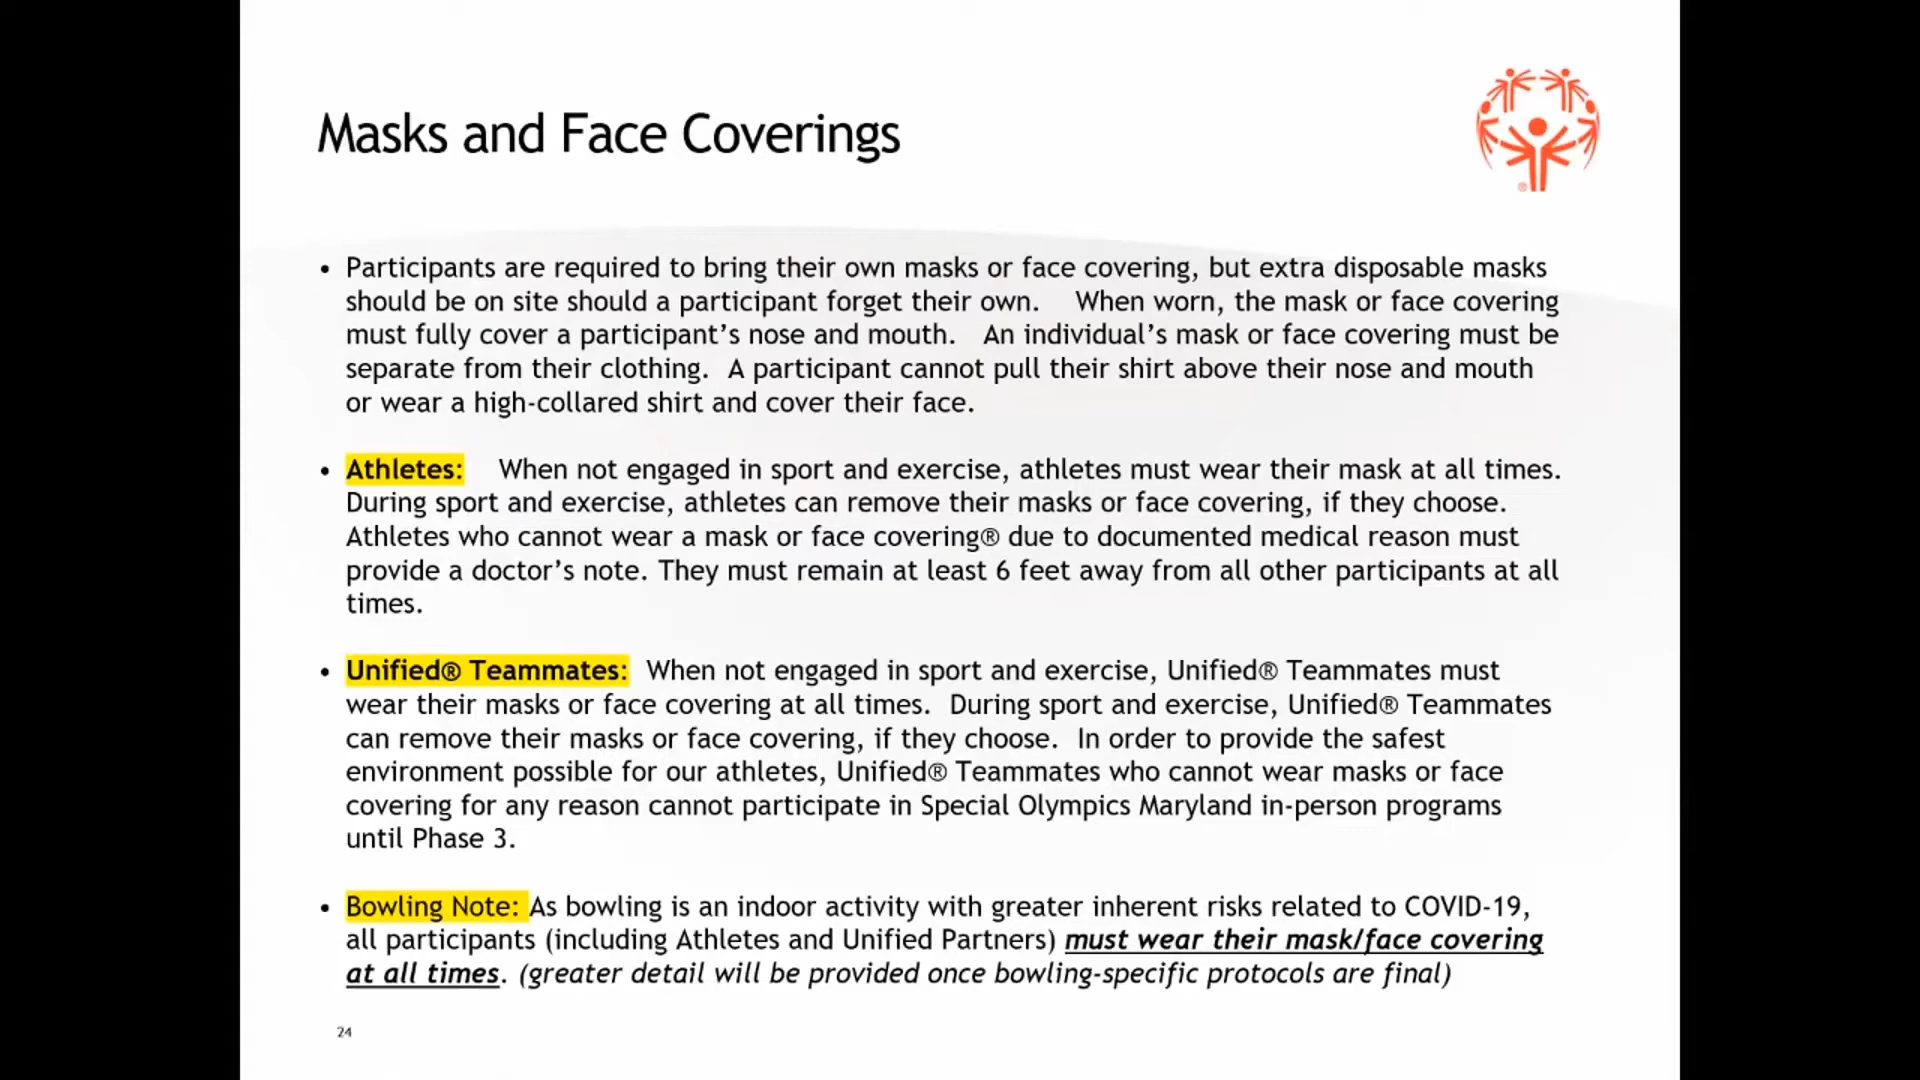 Masks and Face Coverings
®
• Participants are required to bring their own masks or face covering, but extra disposable masks
should be on site should a participant forget their own. When worn, the mask or face covering
must fully cover a participant’s nose and mouth. An individual’s mask or face covering must be
separate from their clothing. A participant cannot pull their shirt above their nose and mouth
or wear a high-collared shirt and cover their face.
• Athletes: When not engaged in sport and exercise, athletes must wear their mask at all times.
During sport and exercise, athletes can remove their masks or face covering, if they choose.
Athletes who cannot wear a mask or face covering® due to documented medical reason must
provide a doctor’s note. They must remain at least 6 feet away from all other participants at all
times.
• Unified® Teammates: When not engaged in sport and exercise, Unified® Teammates must
wear their masks or face covering at all times. During sport and exercise, Unified® Teammates
can remove their masks or face covering, if they choose. In order to provide the safest
environment possible for our athletes, Unified® Teammates who cannot wear masks or face
covering for any reason cannot participate in Special Olympics Maryland in-person programs
until Phase 3.
• Bowling Note: As bowling is an indoor activity with greater inherent risks related to COVID-19,
all participants (including Athletes and Unified Partners) must wear their mask/face covering
at all times. (greater detail will be provided once bowling-specific protocols are final)
24